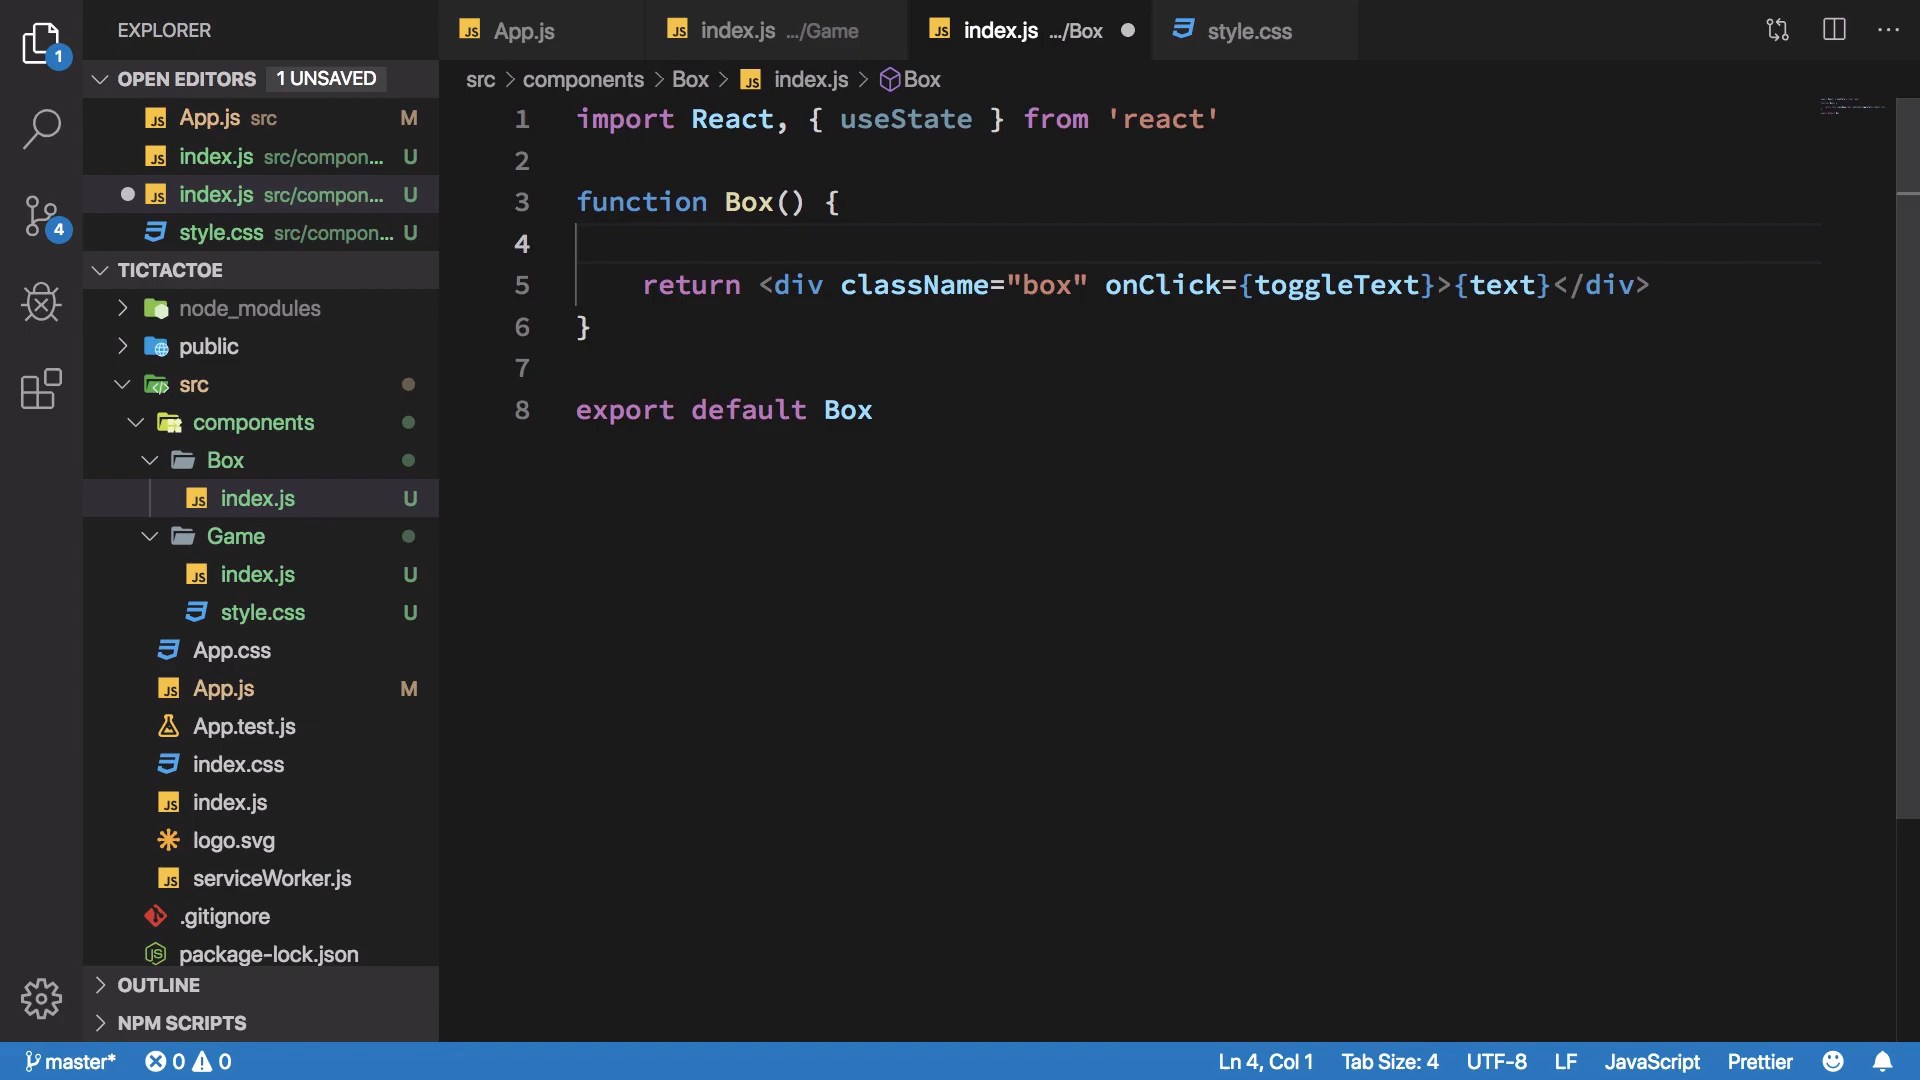 EXPLORER
1
OPEN EDITORS 1 UNSAVED
App.js src M
index.js src/compon... U
index.js src/compon... U
style.css src/compon... U
4
TICTACTOE
node_modules
public
src
components
Box
index.js U
Game
index.js U
style.css U
App.css
App.js M
App.test.js
index.css
index.js
logo.svg
serviceWorker.js
.gitignore
package-lock.json
OUTLINE
NPM SCRIPTS
App.js index.js .../Game index.js .../Box style.css
src > components > Box > index.js > Box
1 import React, { useState } from 'react'
2
3 function Box() {
4
5 return <div className="box" onClick={toggleText}>{text}</div>
6 }
7
8 export default Box
master* 0 0 Ln 4, Col 1 Tab Size: 4 UTF-8 LF JavaScript Prettier